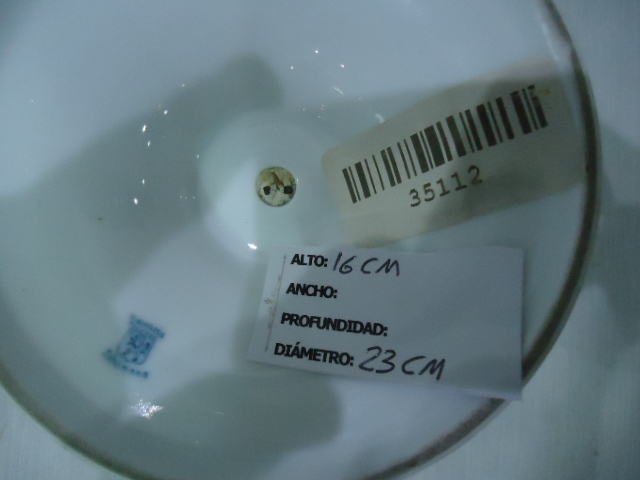 35112
ALTO: 16 CM
ANCHO:
PROFUNDIDAD:
DIÁMETRO: 23 CM